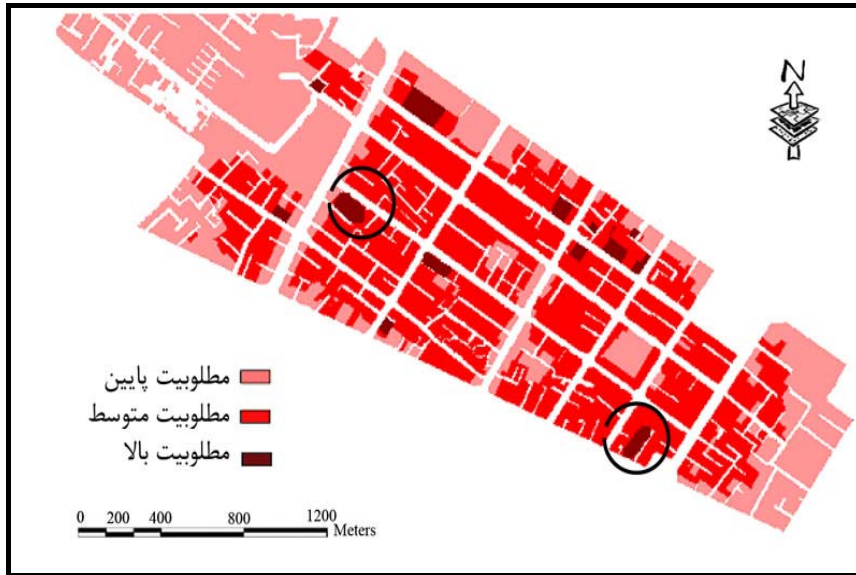 N
مطلوبیت پایین
مطلوبیت متوسط
مطلوبیت بالا
0 200 400 800 1200
Meters